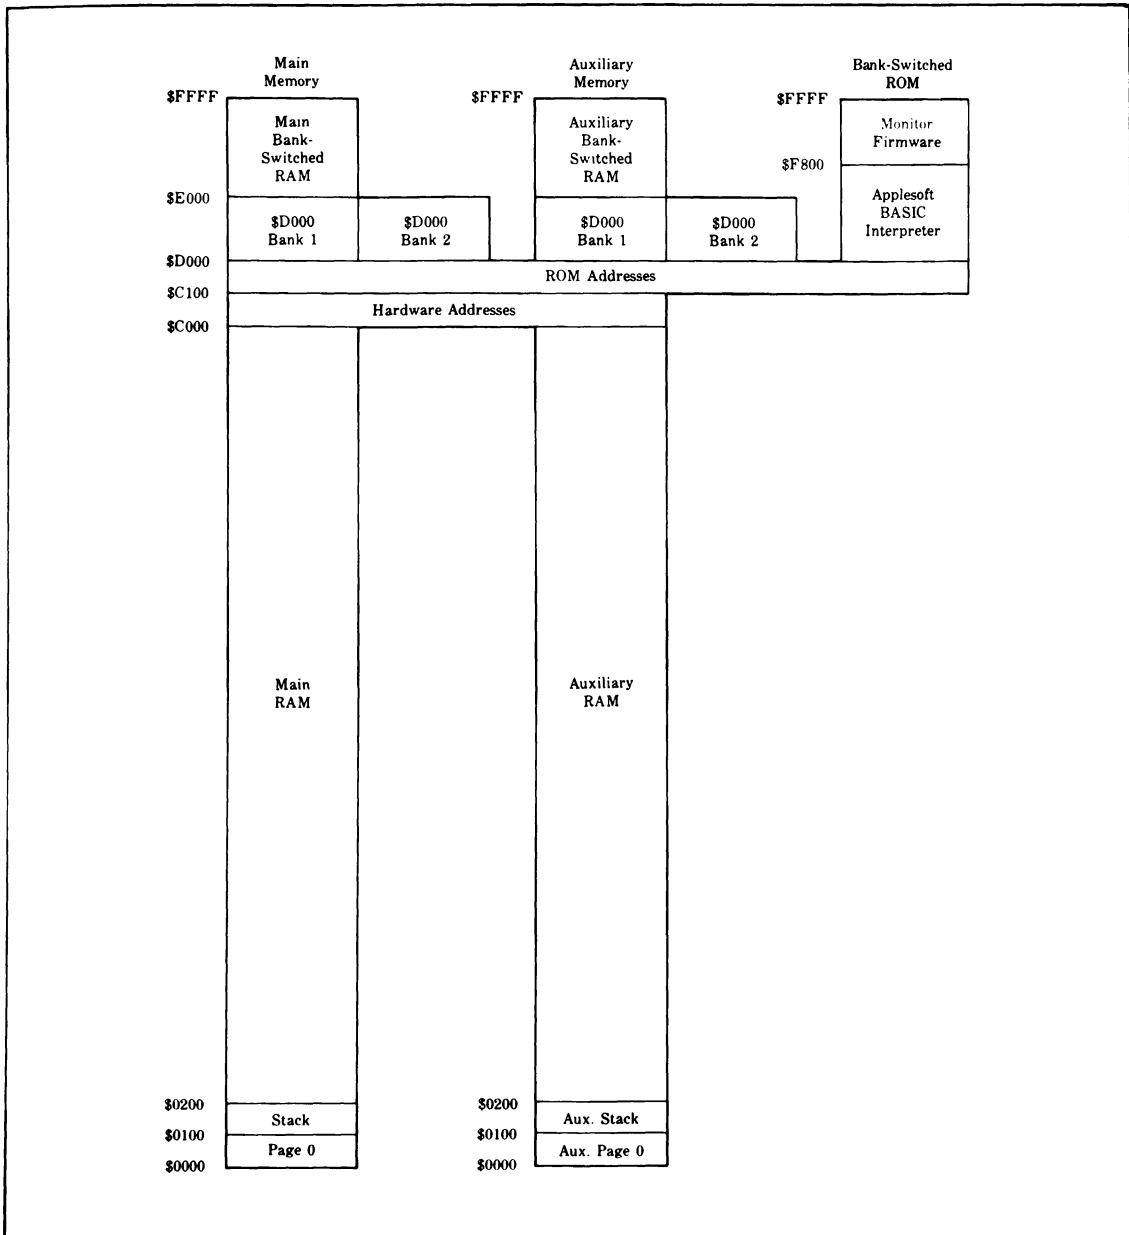 Main
Memory
Auxiliary
Memory
Bank-Switched
ROM
$FFFF
$FFFF
$FFFF
Main
Bank-
Switched
RAM
Auxiliary
Bank-
Switched
RAM
Monitor
Firmware
$F800
$E000
Applesoft
BASIC
Interpreter
$D000
Bank 1
$D000
Bank 2
$D000
Bank 1
$D000
Bank 2
$D000
ROM Addresses
$C100
Hardware Addresses
$C000
Main
RAM
Auxiliary
RAM
$0200
$0200
Stack
Aux. Stack
$0100
$0100
Page 0
Aux. Page 0
$0000
$0000